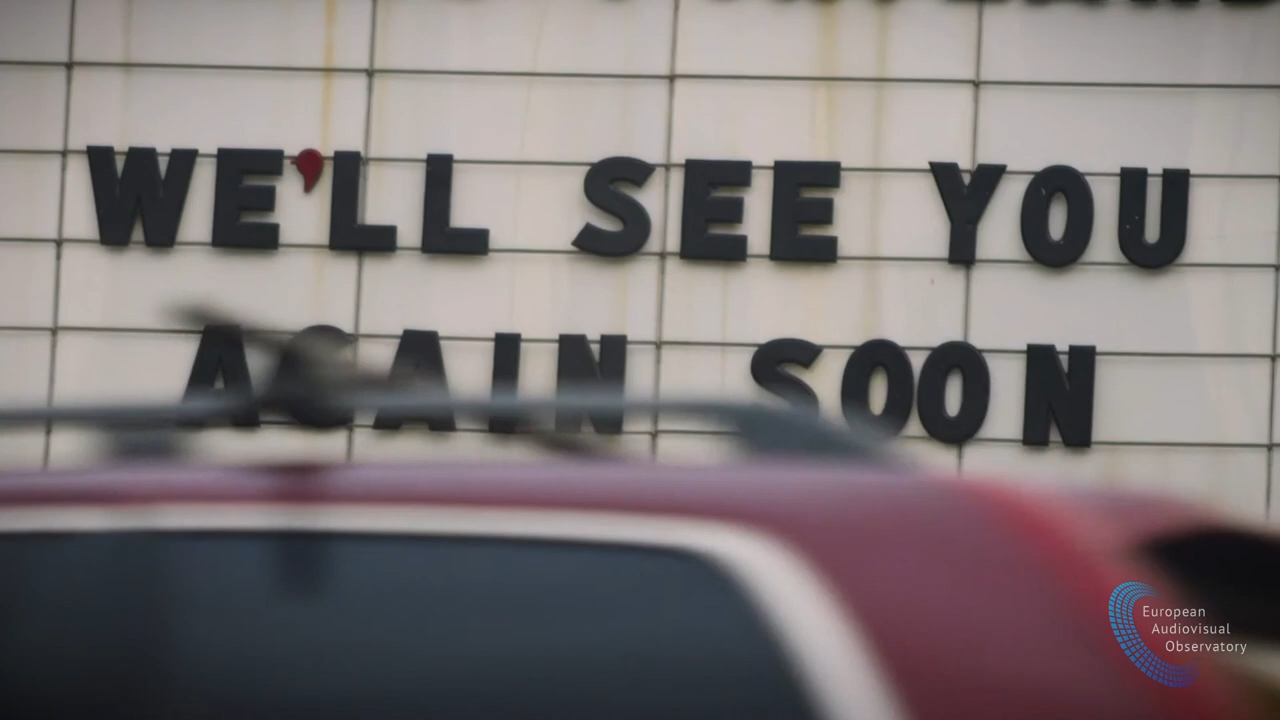 WE'LL SEE YOU
AGAIN SOON
European
Audiovisual
Observatory